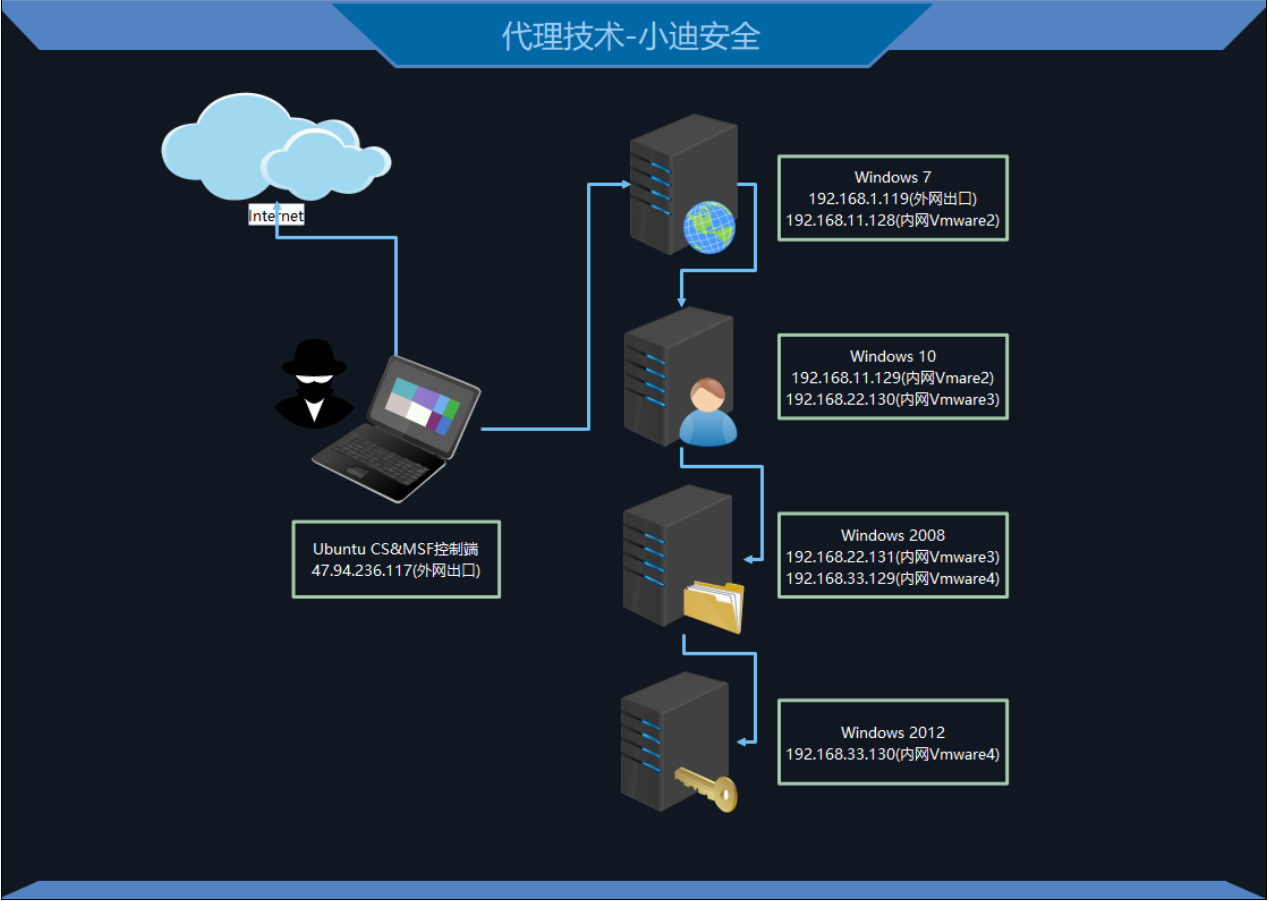 代理技术-小迪安全
Internet
Windows 7
192.168.1.119(外网出口)
192.168.11.128(内网Vmware2)
Windows 10
192.168.11.129(内网Vmare2)
192.168.22.130(内网Vmware3)
Ubuntu CS&MSF控制端
47.94.236.117(外网出口)
Windows 2008
192.168.22.131(内网Vmware3)
192.168.33.129(内网Vmware4)
Windows 2012
192.168.33.130(内网Vmware4)